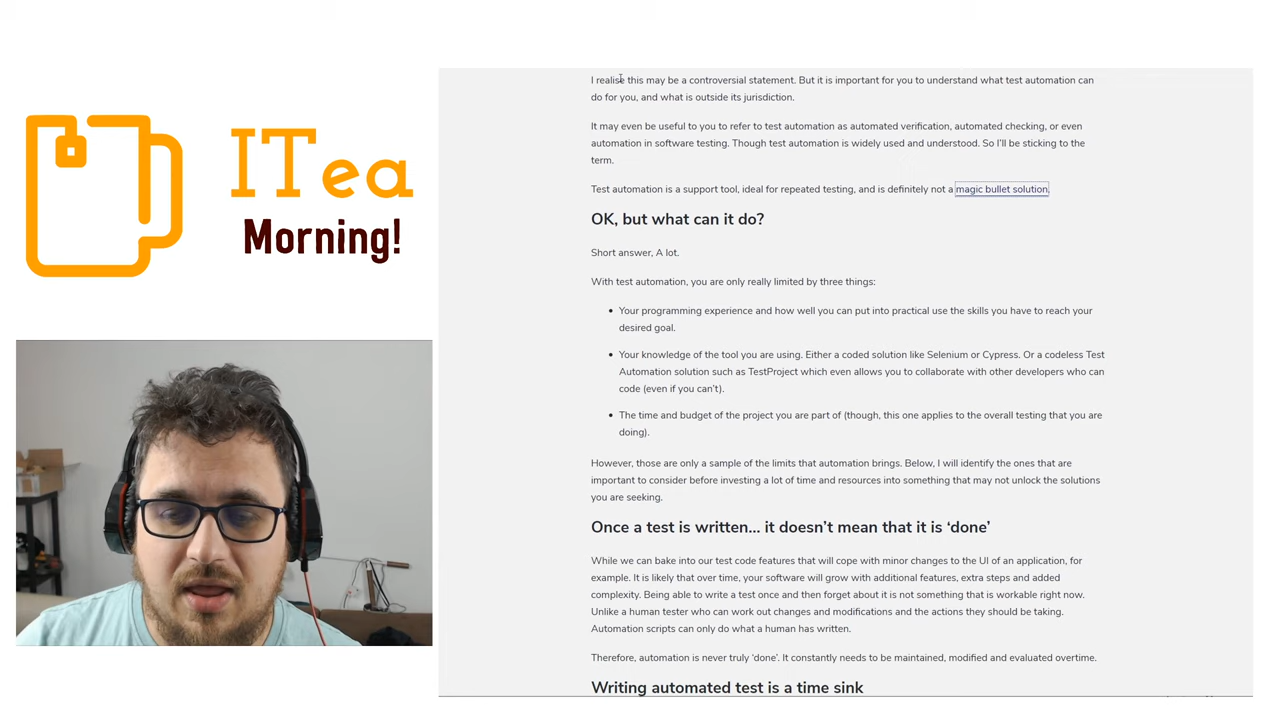 ITea
Morning!
I realise this may be a controversial statement. But it is important for you to understand what test automation can
do for you, and what is outside its jurisdiction.
It may even be useful to you to refer to test automation as automated verification, automated checking, or even
automation in software testing. Though test automation is widely used and understood. So I'll be sticking to the
term.
Test automation is a support tool, ideal for repeated testing, and is definitely not a magic bullet solution.
OK, but what can it do?
Short answer, A lot.
With test automation, you are only really limited by three things:
• Your programming experience and how well you can put into practical use the skills you have to reach your
desired goal.
• Your knowledge of the tool you are using. Either a coded solution like Selenium or Cypress. Or a codeless Test
Automation solution such as TestProject which even allows you to collaborate with other developers who can
code (even if you can't).
• The time and budget of the project you are part of (though, this one applies to the overall testing that you are
doing).
However, those are only a sample of the limits that automation brings. Below, I will identify the ones that are
important to consider before investing a lot of time and resources into something that may not unlock the solutions
you are seeking.
Once a test is written... it doesn't mean that it is 'done'
While we can bake into our test code features that will cope with minor changes to the UI of an application, for
example. It is likely that over time, your software will grow with additional features, extra steps and added
complexity. Being able to write a test once and then forget about it is not something that is workable right now.
Unlike a human tester who can work out changes and modifications and the actions they should be taking.
Automation scripts can only do what a human has written.
Therefore, automation is never truly 'done'. It constantly needs to be maintained, modified and evaluated overtime.
Writing automated test is a time sink